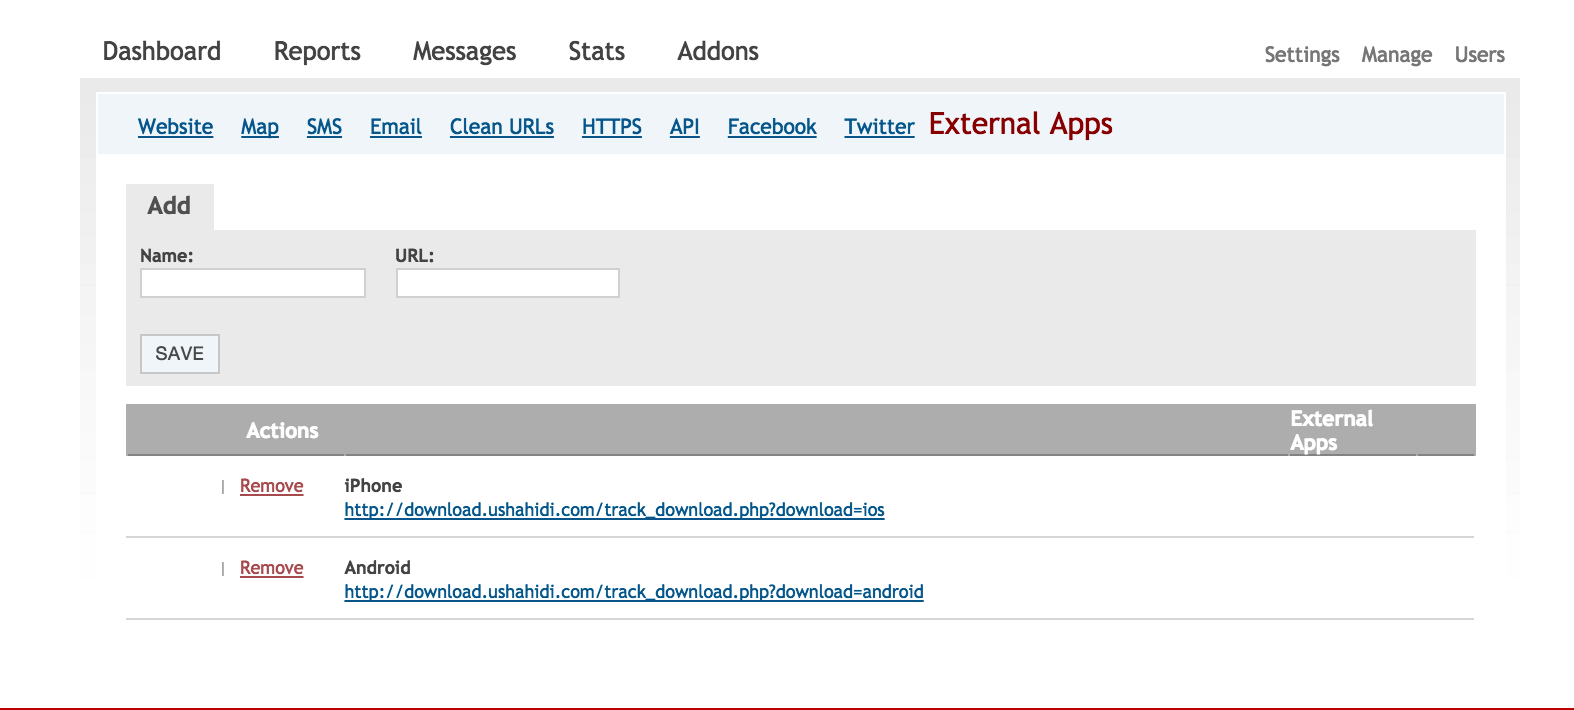 Dashboard Reports Messages Stats Addons Settings Manage Users
Website Map SMS Email Clean URLs HTTPS API Facebook Twitter External Apps
Add
Name: URL:
SAVE
Actions External
Apps
| Remove iPhone
http://download.ushahidi.com/track_download.php?download=ios
| Remove Android
http://download.ushahidi.com/track_download.php?download=android